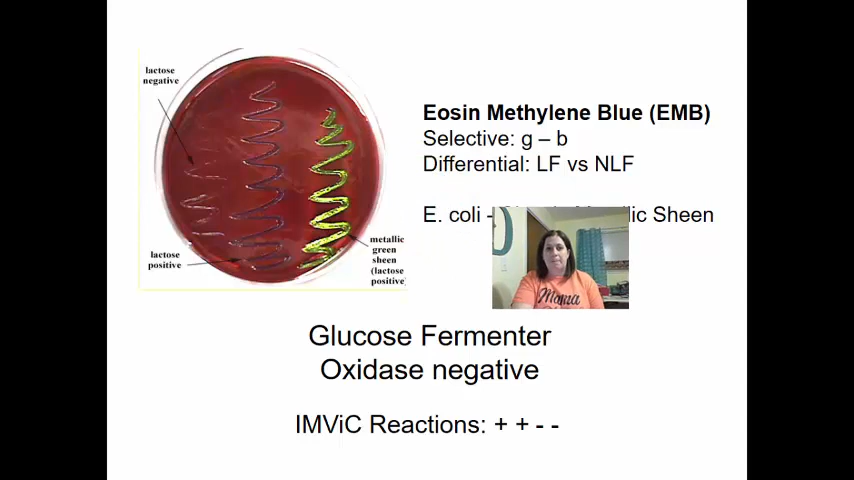 lactose
negative
lactose
positive
metallic
green
sheen
(lactose
positive)
Eosin Methylene Blue (EMB)
Selective: g – b
Differential: LF vs NLF
E. coli - Sheen
Mama
Glucose Fermenter
Oxidase negative
IMViC Reactions: + + - -